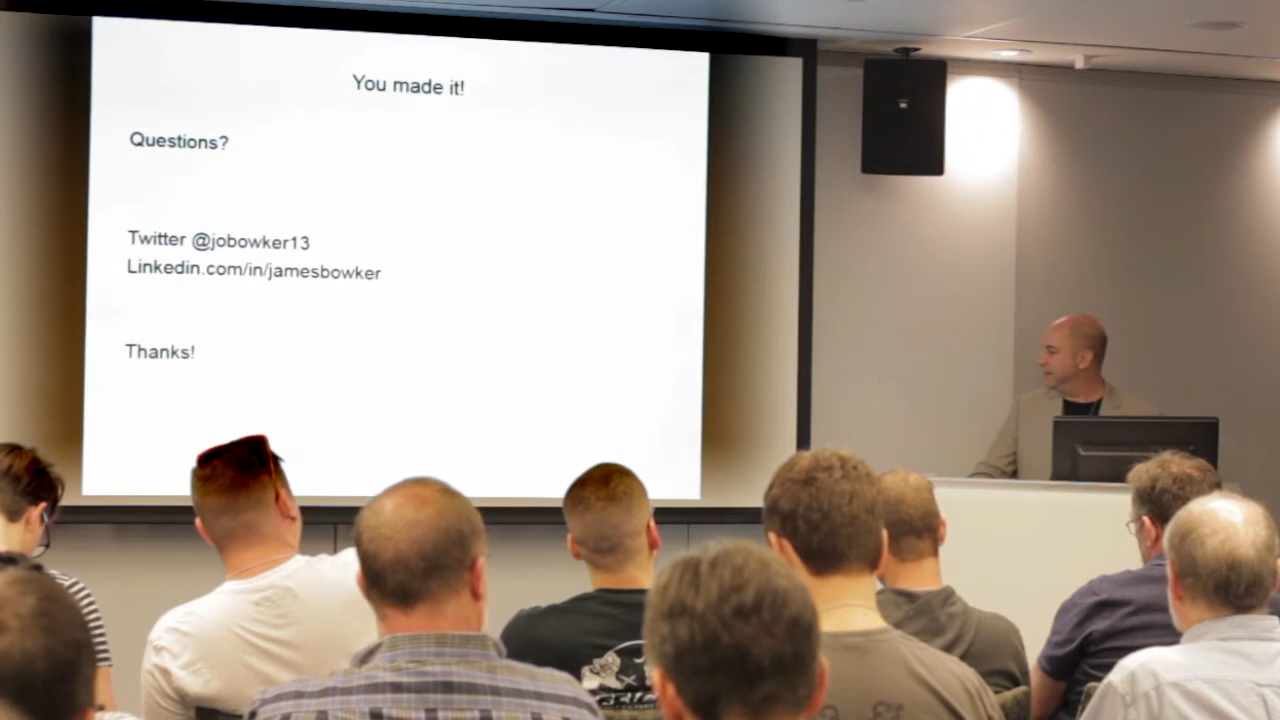 You made it!
Questions?
Twitter @jobowker13
Linkedin.com/in/jamesbowker
Thanks!